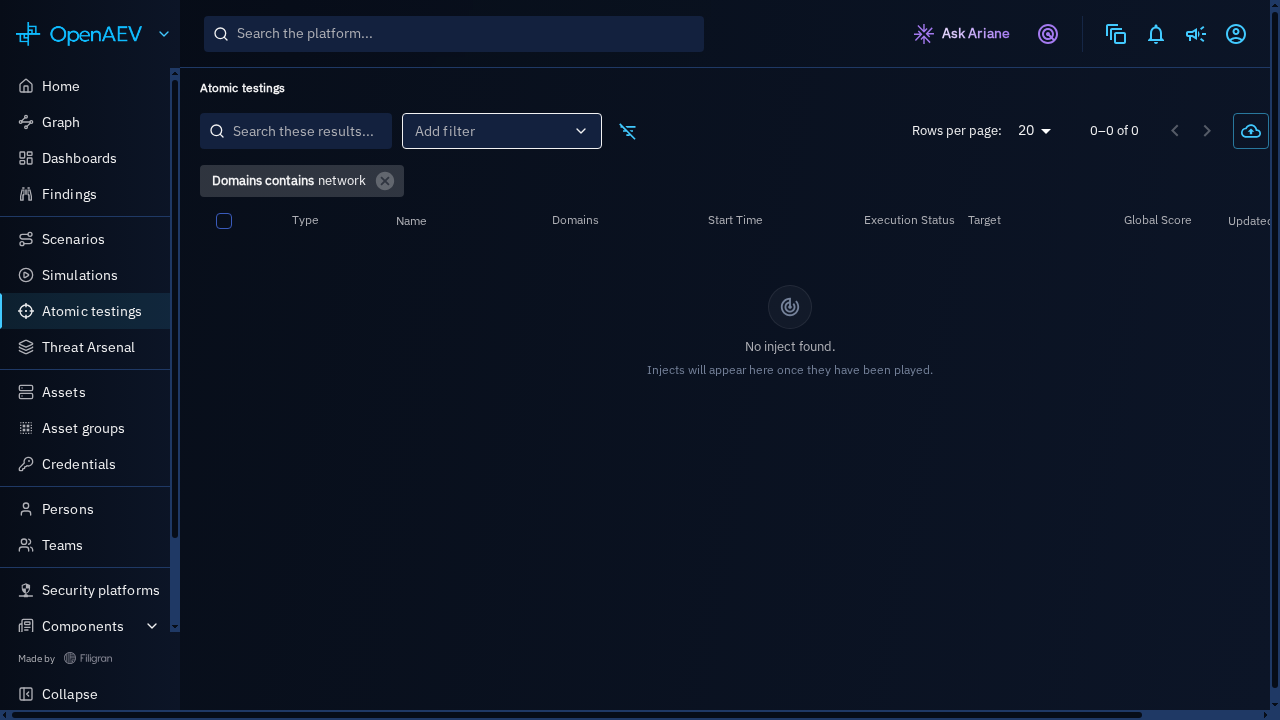 OpenAEV
Search the platform...
Ask Ariane
Home
Graph
Dashboards
Findings
Scenarios
Simulations
Atomic testings
Threat Arsenal
Assets
Asset groups
Credentials
Persons
Teams
Security platforms
Components
Made by Filigran
Collapse
Atomic testings
Search these results...
Add filter
Rows per page: 20
0–0 of 0
Domains contains network
Type Name Domains Start Time Execution Status Target Global Score Updated
No inject found.
Injects will appear here once they have been played.